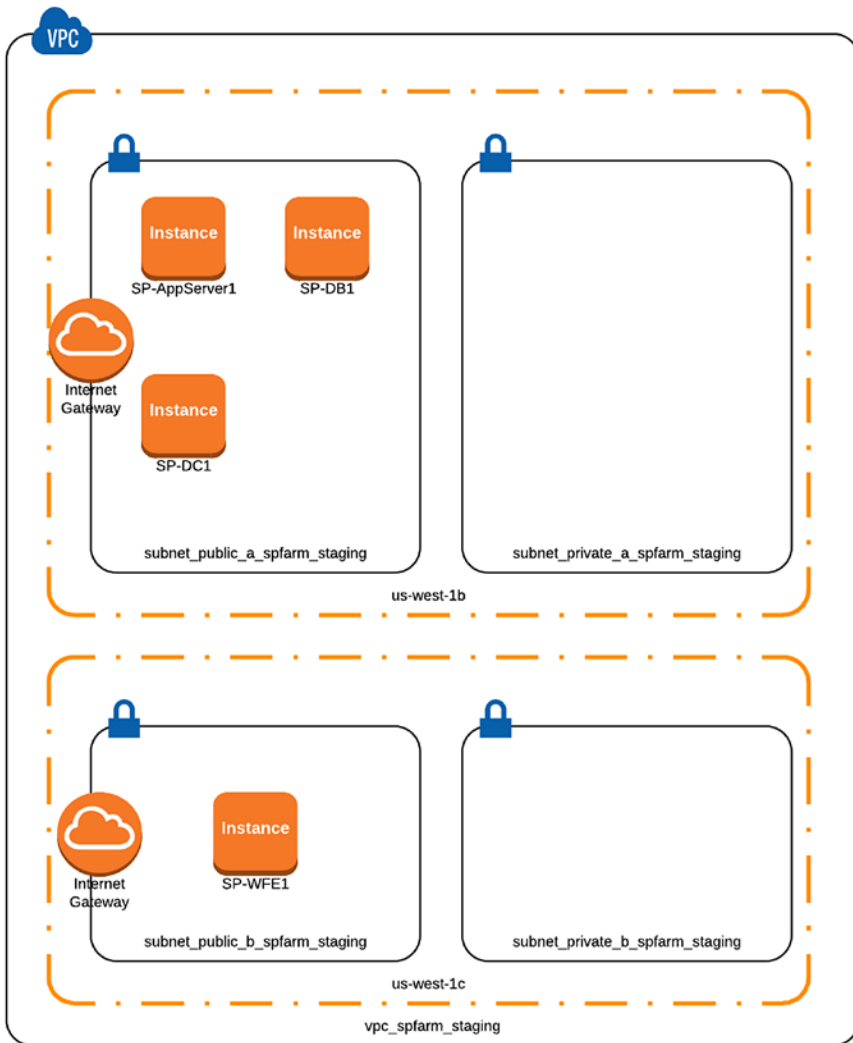 VPC
Instance
Instance
SP-AppServer1
SP-DB1
Internet
Gateway
Instance
SP-DC1
subnet_public_a_spfarm_staging
subnet_private_a_spfarm_staging
us-west-1b
Instance
SP-WFE1
Internet
Gateway
subnet_public_b_spfarm_staging
subnet_private_b_spfarm_staging
us-west-1c
vpc_spfarm_staging